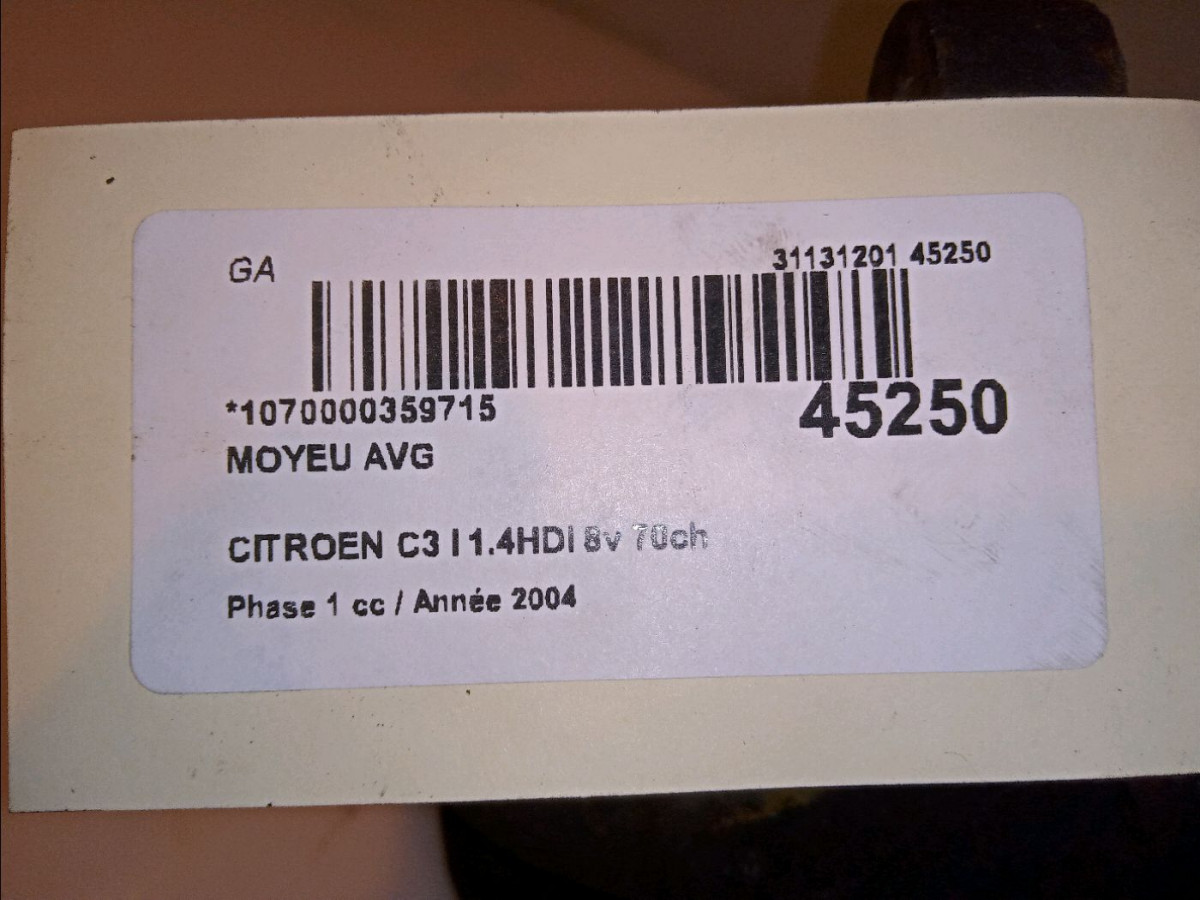 GA
31131201 45250
*1070000359715
45250
MOYEU AVG
CITROEN C3 I 1.4HDI 8v 70ch
Phase 1 cc / Année 2004